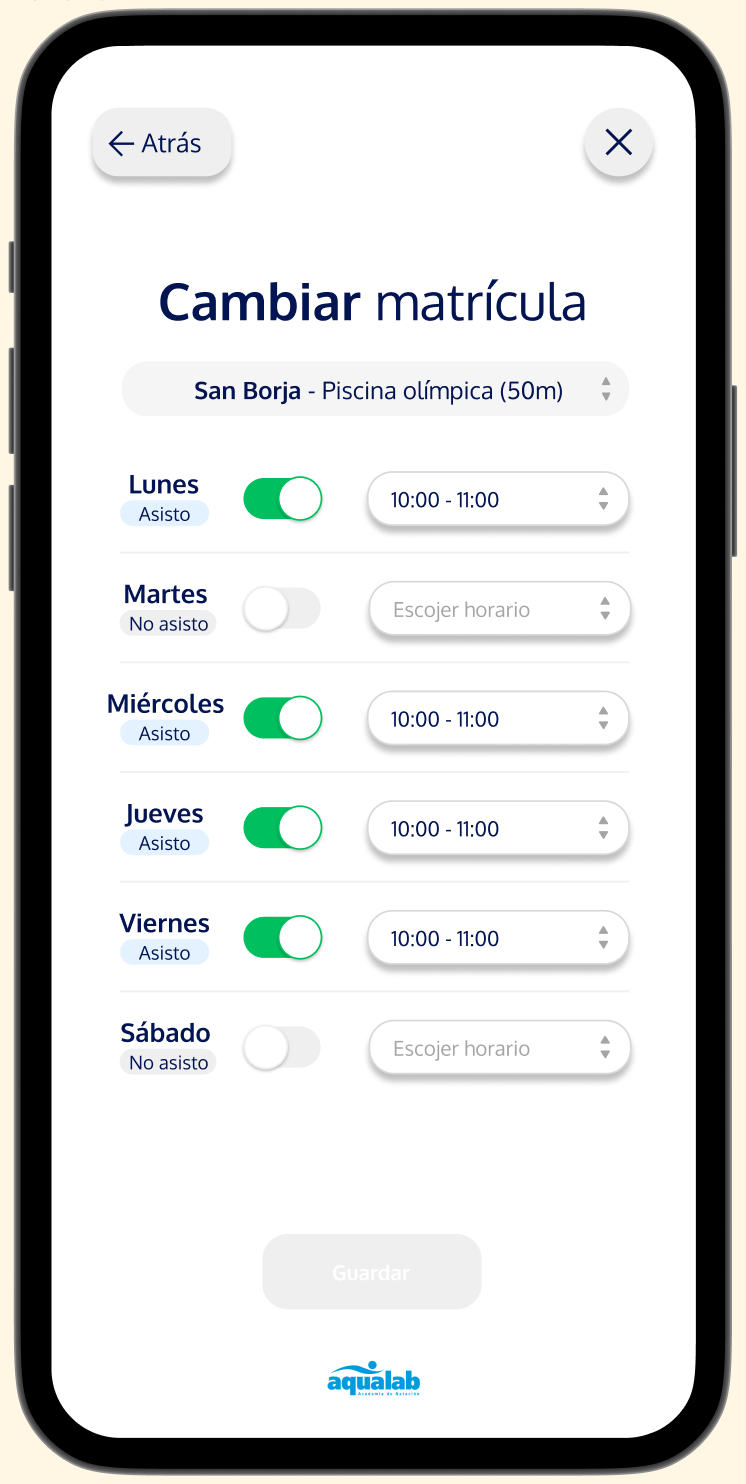 Atrás
Cambiar matrícula
San Borja - Piscina olímpica (50m)
Lunes
Asisto
10:00 - 11:00
Martes
No asisto
Escojer horario
Miércoles
Asisto
10:00 - 11:00
Jueves
Asisto
10:00 - 11:00
Viernes
Asisto
10:00 - 11:00
Sábado
No asisto
Escojer horario
Guardar
aqualab
Academia de Natación